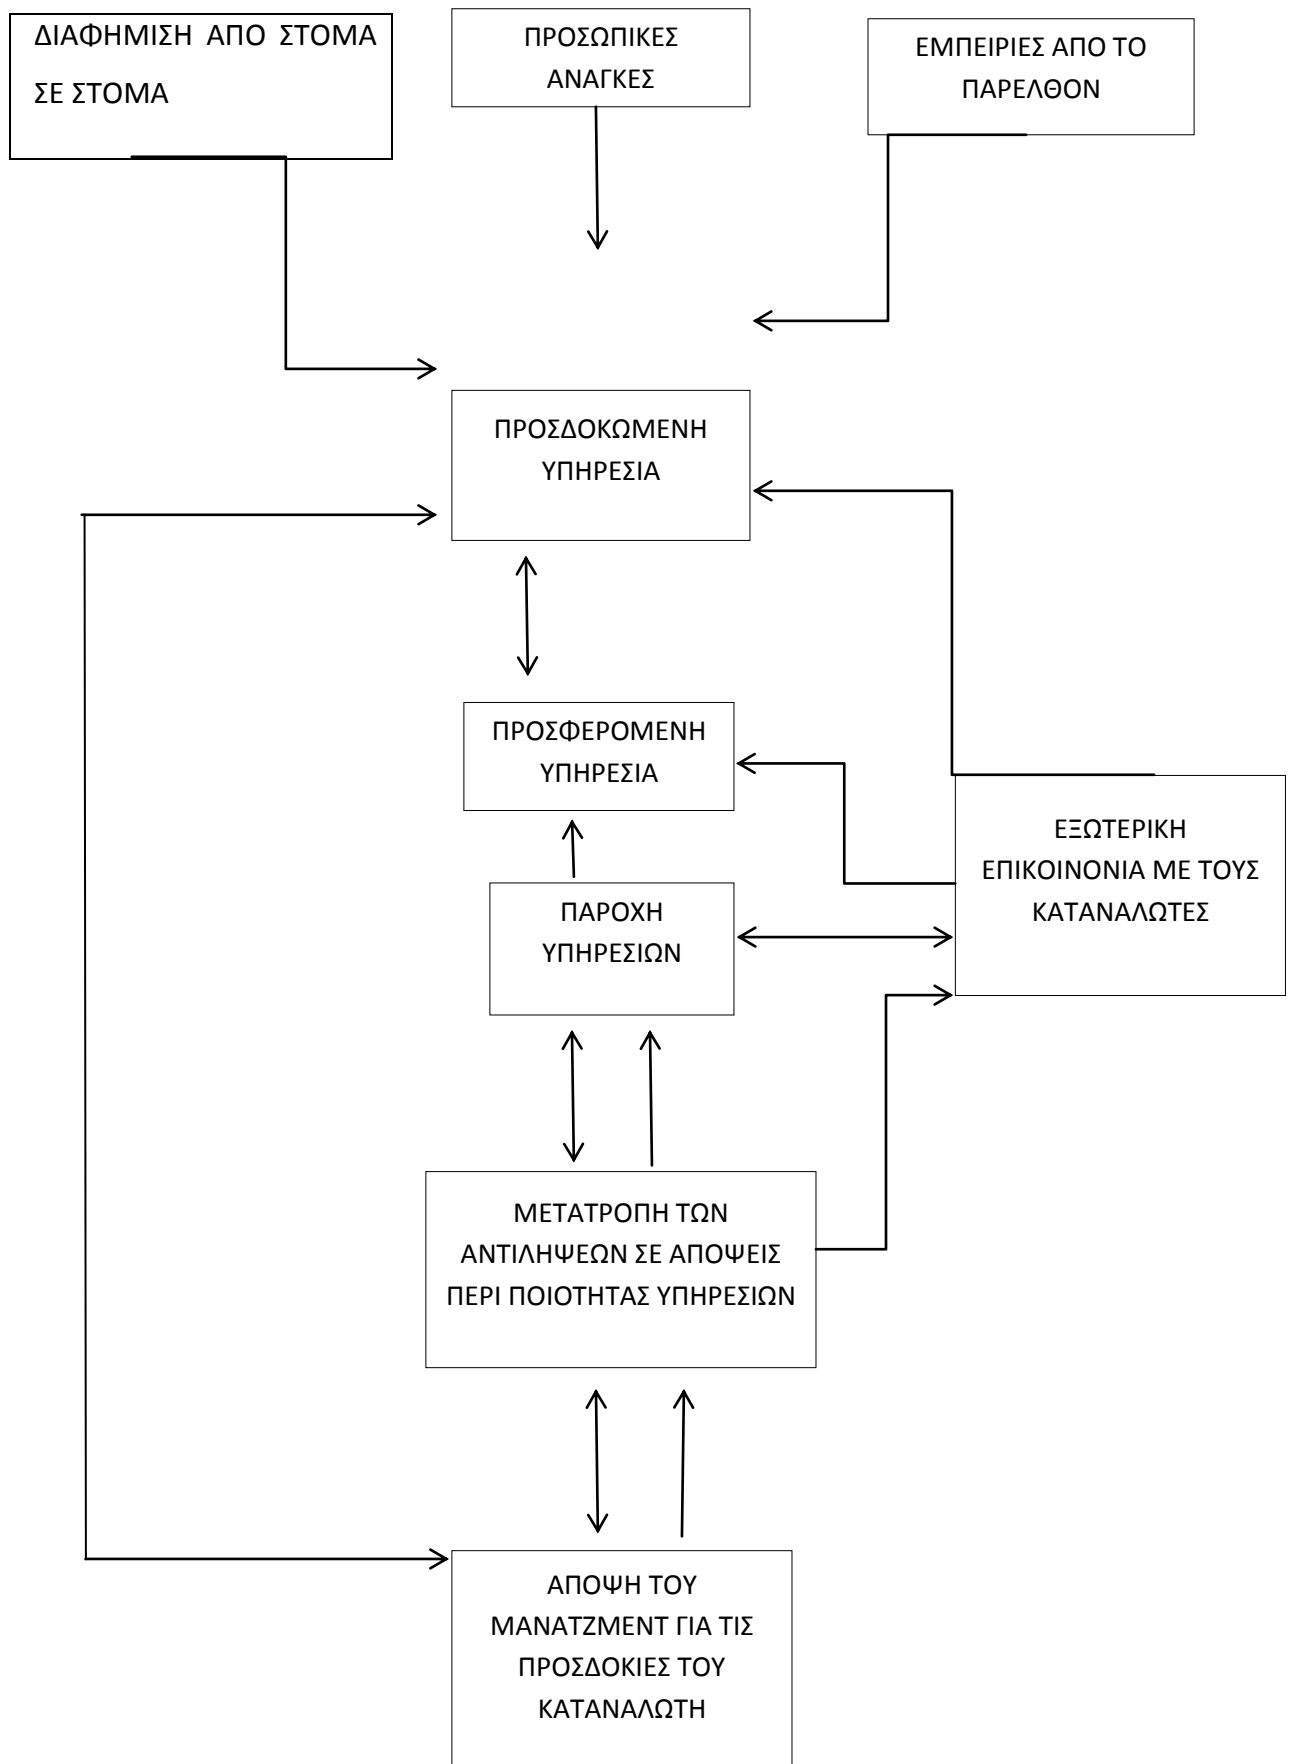 ΔΙΑΦΗΜΙΣΗ ΑΠΟ ΣΤΟΜΑ
ΣΕ ΣΤΟΜΑ
ΠΡΟΣΩΠΙΚΕΣ
ΑΝΑΓΚΕΣ
ΕΜΠΕΙΡΙΕΣ ΑΠΟ ΤΟ
ΠΑΡΕΛΘΟΝ
ΠΡΟΣΔΟΚΩΜΕΝΗ
ΥΠΗΡΕΣΙΑ
ΠΡΟΣΦΕΡΟΜΕΝΗ
ΥΠΗΡΕΣΙΑ
ΕΞΩΤΕΡΙΚΗ
ΕΠΙΚΟΙΝΟΝΙΑ ΜΕ ΤΟΥΣ
ΚΑΤΑΝΑΛΩΤΕΣ
ΠΑΡΟΧΗ
ΥΠΗΡΕΣΙΩΝ
ΜΕΤΑΤΡΟΠΗ ΤΩΝ
ΑΝΤΙΛΗΨΕΩΝ ΣΕ ΑΠΟΨΕΙΣ
ΠΕΡΙ ΠΟΙΟΤΗΤΑΣ ΥΠΗΡΕΣΙΩΝ
ΑΠΟΨΗ ΤΟΥ
ΜΑΝΑΤΖΜΕΝΤ ΓΙΑ ΤΙΣ
ΠΡΟΣΔΟΚΙΕΣ ΤΟΥ
ΚΑΤΑΝΑΛΩΤΗ